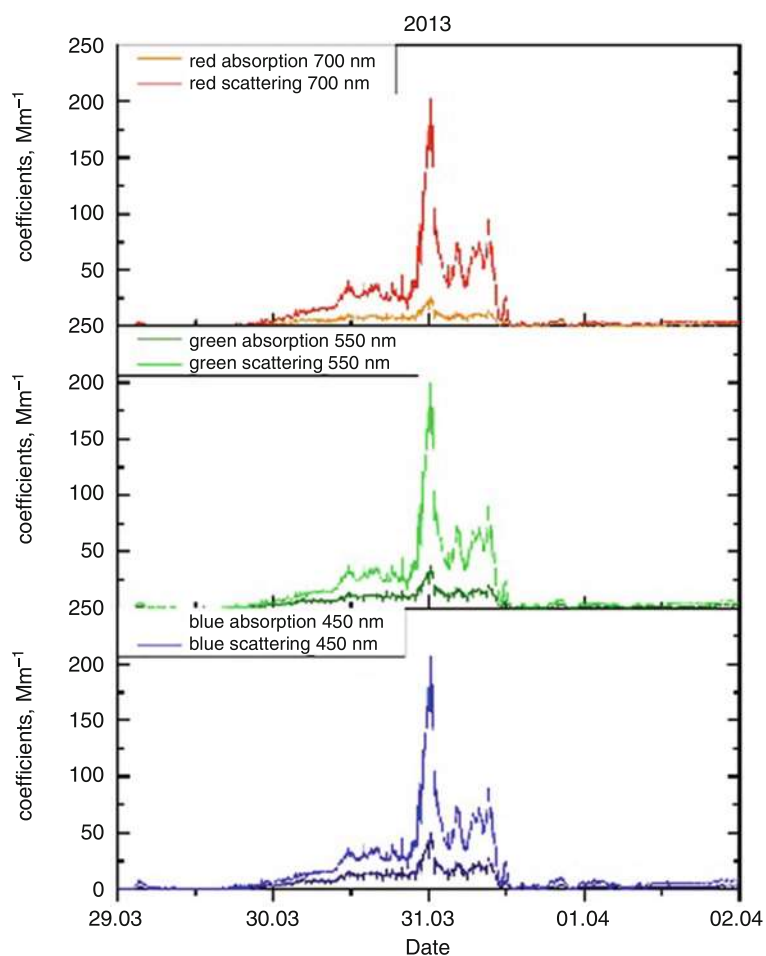 2013
250
red absorption 700 nm
red scattering 700 nm
200
150
100
50
coefficients, Mm⁻¹
250
green absorption 550 nm
green scattering 550 nm
200
150
100
50
coefficients, Mm⁻¹
250
blue absorption 450 nm
blue scattering 450 nm
200
150
100
50
0
coefficients, Mm⁻¹
29.03 30.03 31.03 01.04 02.04
Date